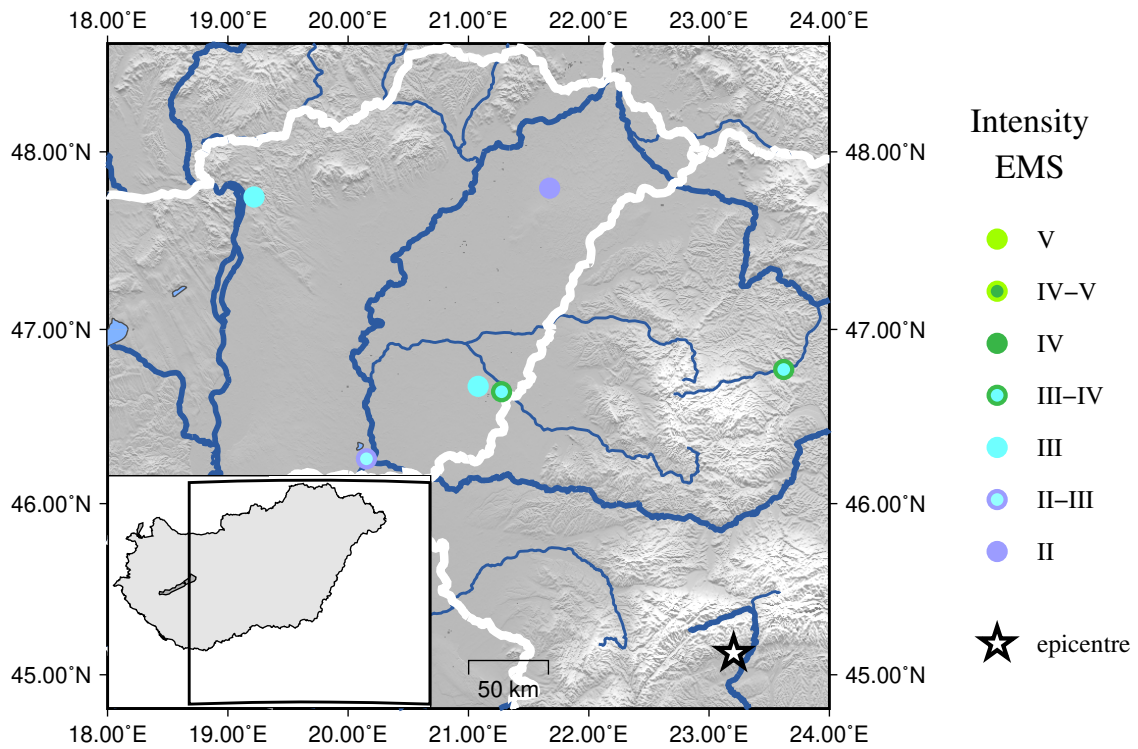 18.00°E 19.00°E 20.00°E 21.00°E 22.00°E 23.00°E 24.00°E
48.00°N 48.00°N
47.00°N 47.00°N
46.00°N 46.00°N
45.00°N 45.00°N
50 km
18.00°E 19.00°E 20.00°E 21.00°E 22.00°E 23.00°E 24.00°E
Intensity
EMS
V
IV–V
IV
III–IV
III
II–III
II
epicentre